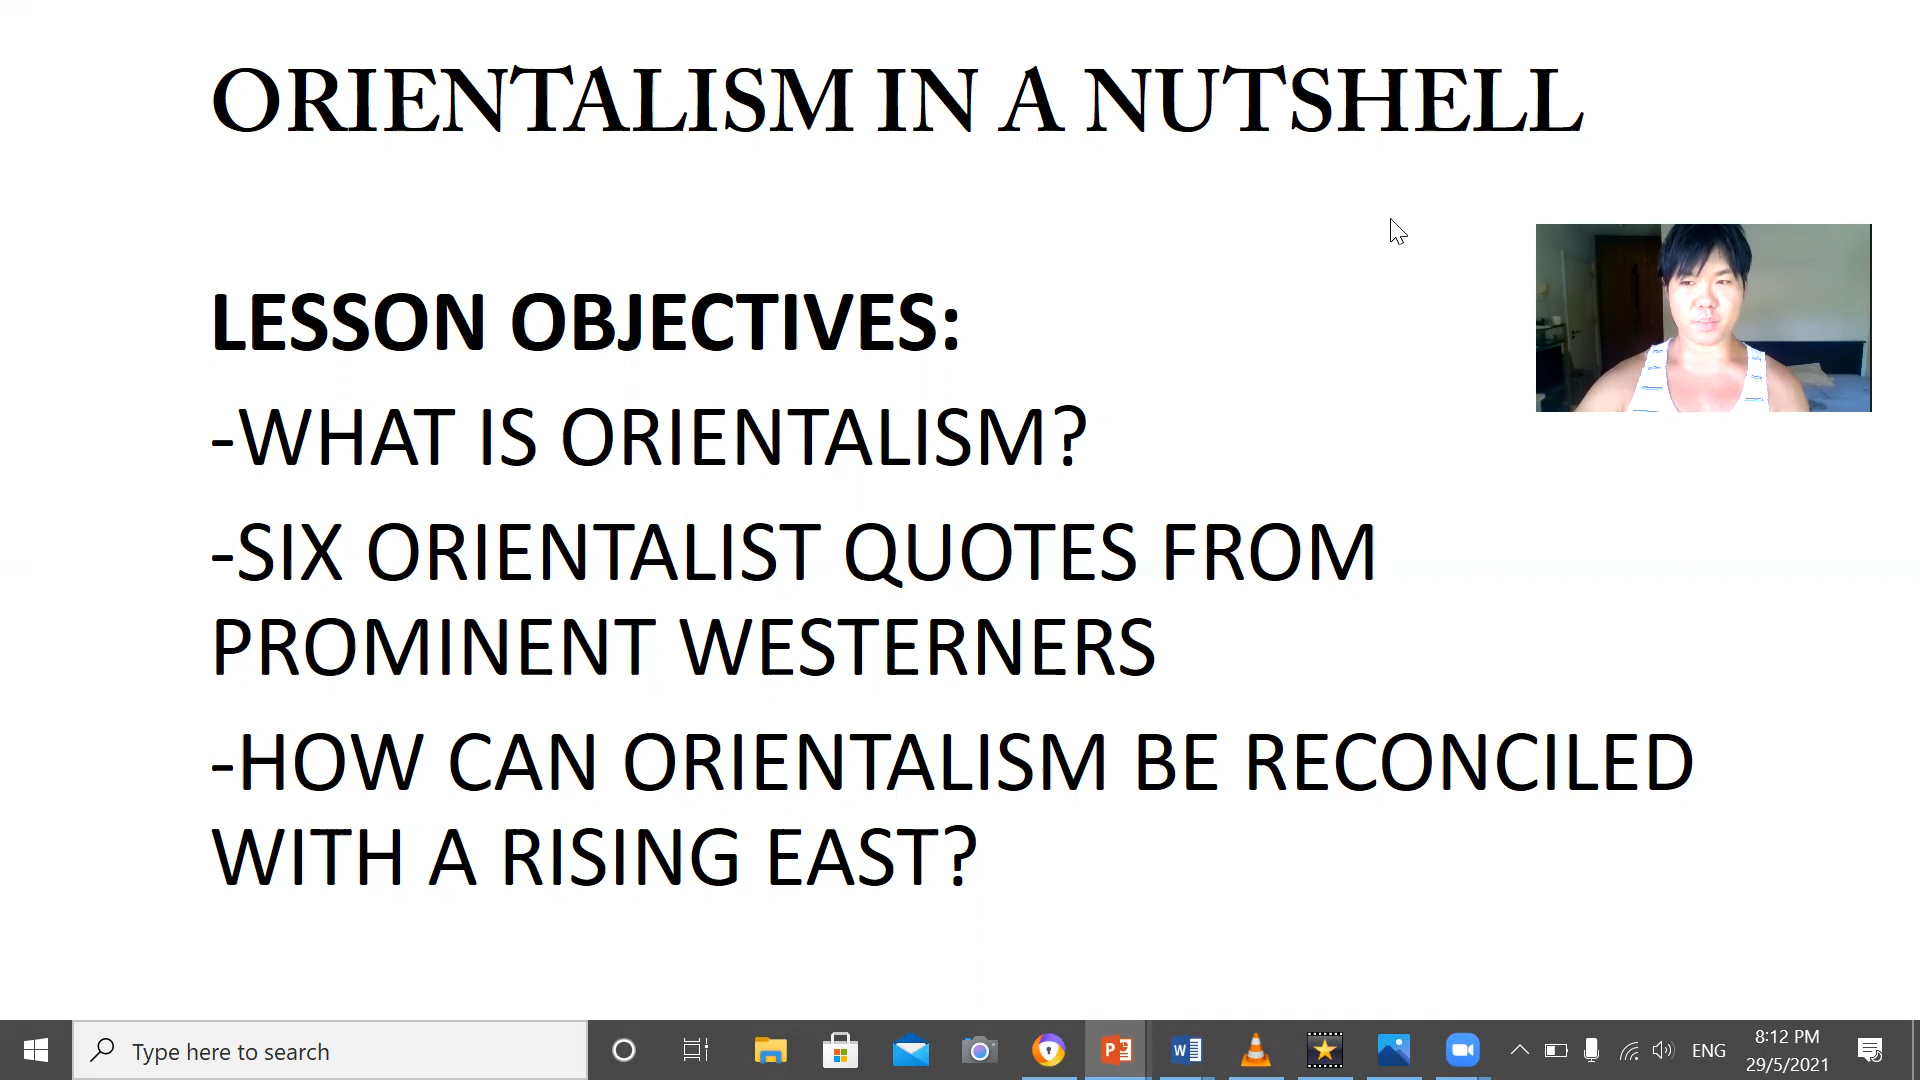 ORIENTALISM IN A NUTSHELL
LESSON OBJECTIVES:
-WHAT IS ORIENTALISM?
-SIX ORIENTALIST QUOTES FROM
PROMINENT WESTERNERS
-HOW CAN ORIENTALISM BE RECONCILED
WITH A RISING EAST?
Type here to search
ENG
8:12 PM
29/5/2021